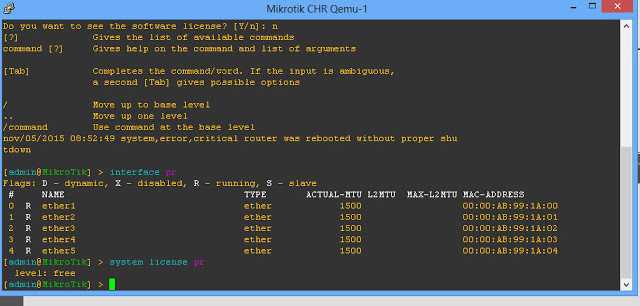 Mikrotik CHR Qemu-1
Do you want to see the software license? [Y/n]: n
[?]             Gives the list of available commands
command [?]     Gives help on the command and list of arguments
[Tab]           Completes the command/word. If the input is ambiguous,
                a second [Tab] gives possible options
/               Move up to base level
..              Move up one level
/command        Use command at the base level
nov/05/2015 08:52:49 system,error,critical router was rebooted without proper shu
tdown
[admin@MikroTik] > interface pr
Flags: D - dynamic, X - disabled, R - running, S - slave
 #     NAME                                TYPE       ACTUAL-MTU L2MTU  MAX-L2MTU MAC-ADDRESS
 0  R  ether1                              ether            1500                  00:00:AB:99:1A:00
 1  R  ether2                              ether            1500                  00:00:AB:99:1A:01
 2  R  ether3                              ether            1500                  00:00:AB:99:1A:02
 3  R  ether4                              ether            1500                  00:00:AB:99:1A:03
 4  R  ether5                              ether            1500                  00:00:AB:99:1A:04
[admin@MikroTik] > system license pr
  level: free
[admin@MikroTik] >